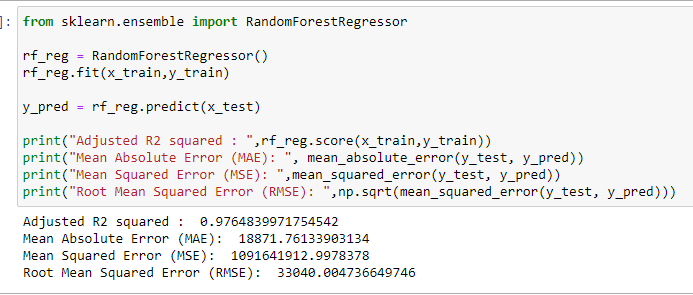 ]:
from sklearn.ensemble import RandomForestRegressor
rf_reg = RandomForestRegressor()
rf_reg.fit(x_train,y_train)
y_pred = rf_reg.predict(x_test)
print("Adjusted R2 squared : ",rf_reg.score(x_train,y_train))
print("Mean Absolute Error (MAE): ", mean_absolute_error(y_test, y_pred))
print("Mean Squared Error (MSE): ",mean_squared_error(y_test, y_pred))
print("Root Mean Squared Error (RMSE): ",np.sqrt(mean_squared_error(y_test, y_pred)))
Adjusted R2 squared :  0.9764839971754542
Mean Absolute Error (MAE):  18871.76133903134
Mean Squared Error (MSE):  1091641912.9978378
Root Mean Squared Error (RMSE):  33040.004736649746